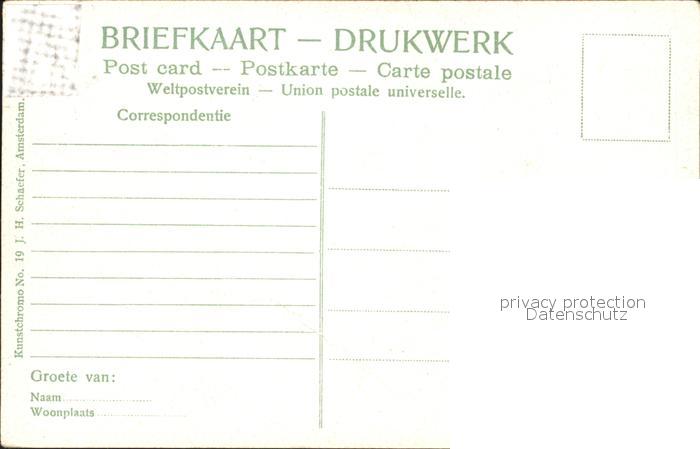 BRIEFKAART — DRUKWERK
Post card — Postkarte — Carte postale
Weltpostverein — Union postale universelle.
Correspondentie
Kunstchromo No. 19 J. H. Schaefer, Amsterdam.
privacy protection
Datenschutz
Groete van:
Naam
Woonplaats